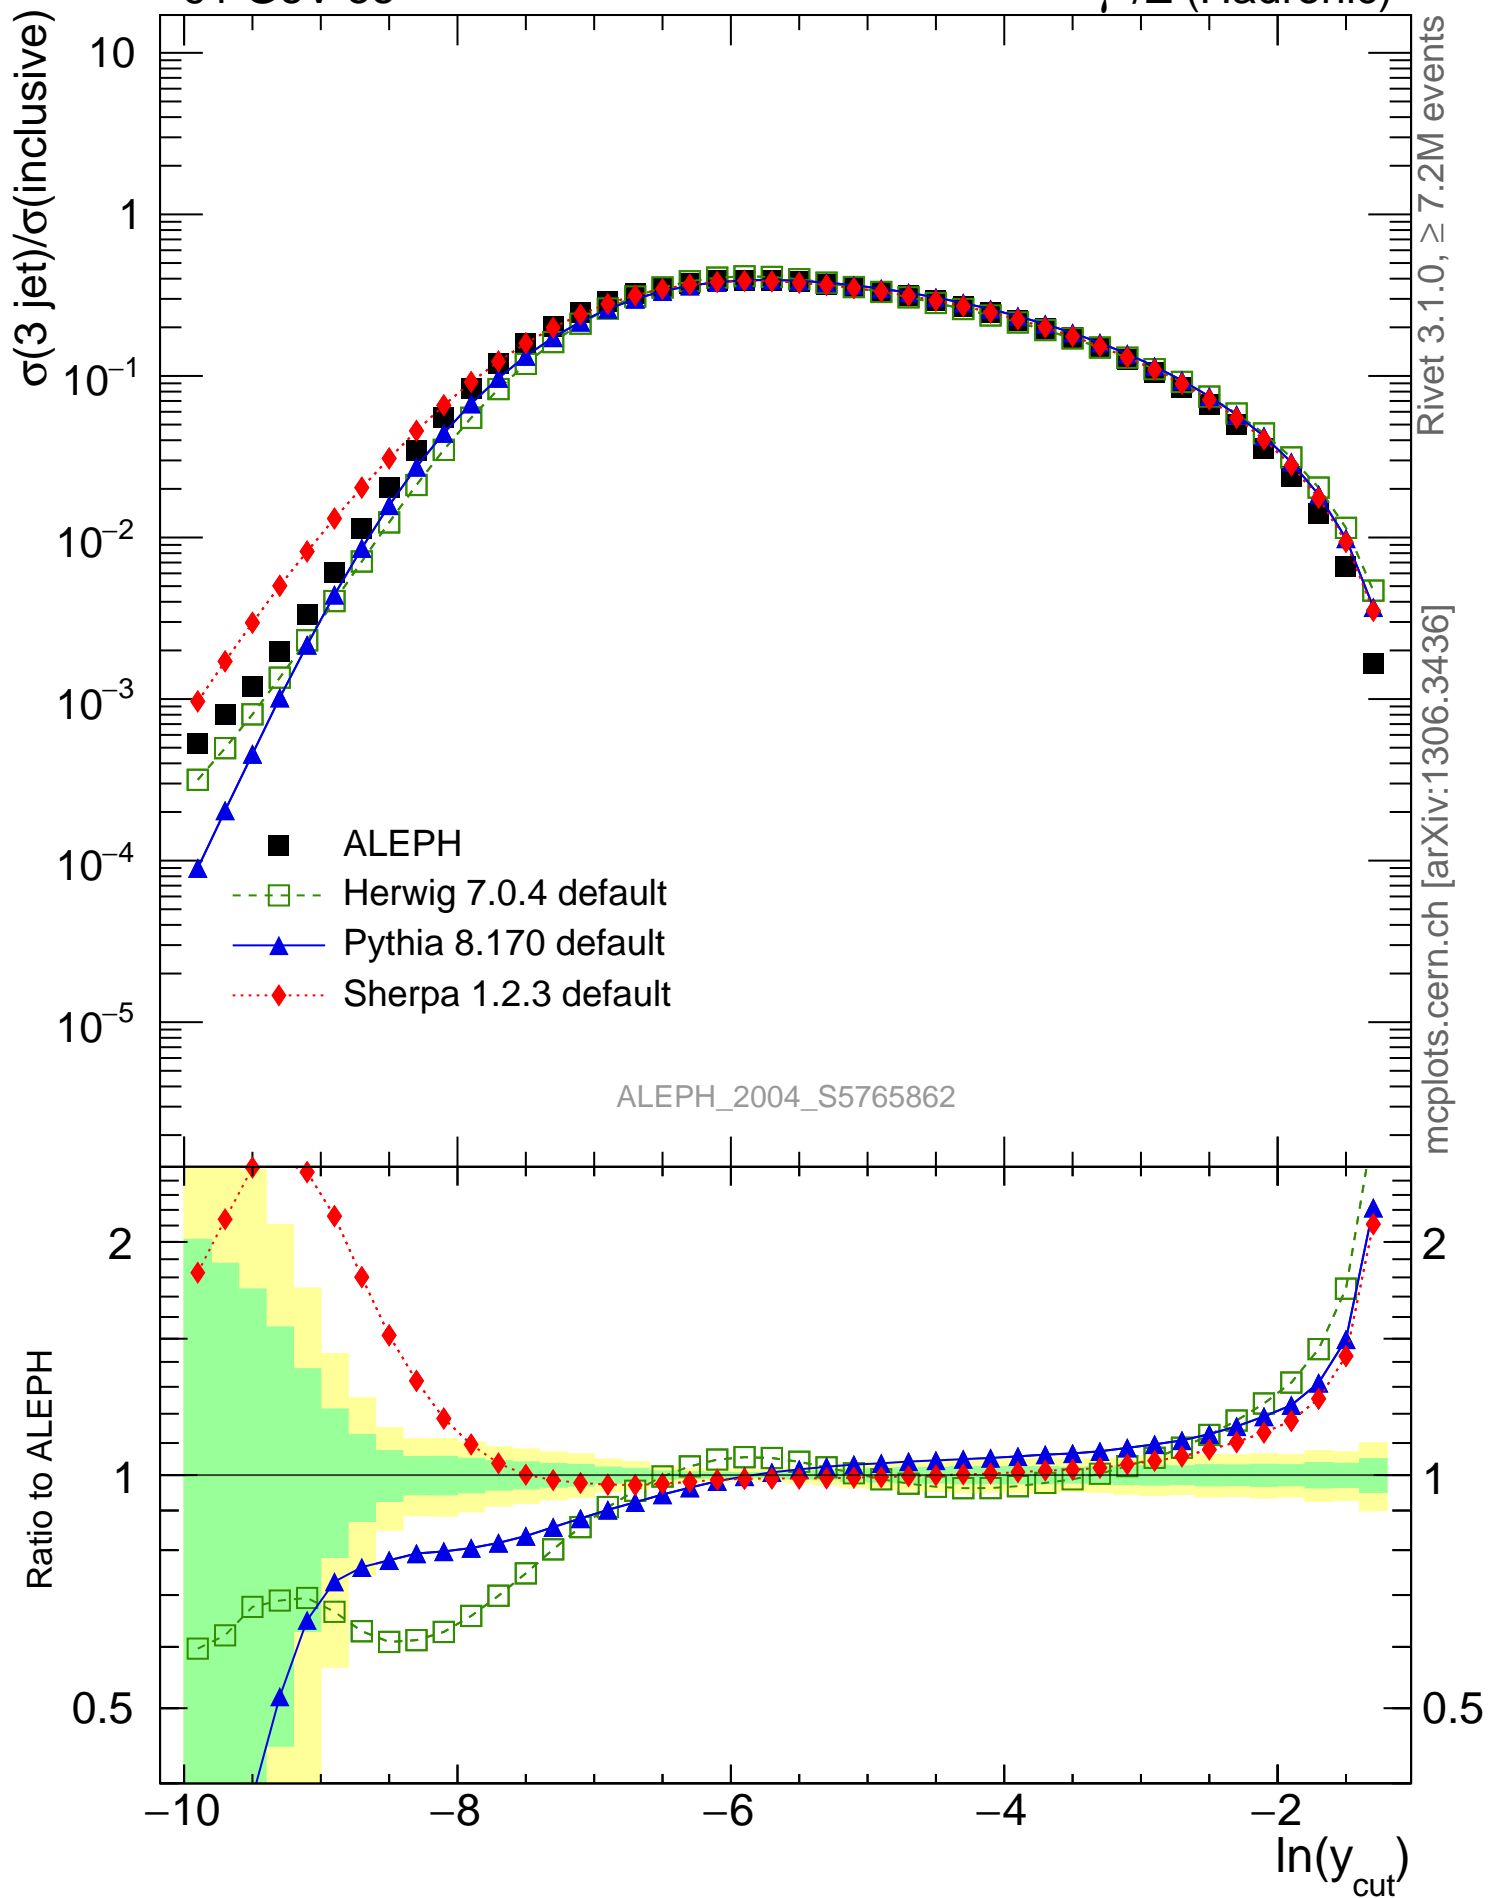 σ(3 jet)/σ(inclusive)
10
1
10⁻¹
10⁻²
10⁻³
10⁻⁴
10⁻⁵
ALEPH
Herwig 7.0.4 default
Pythia 8.170 default
Sherpa 1.2.3 default
ALEPH_2004_S5765862
Rivet 3.1.0, ≥ 7.2M events
mcplots.cern.ch [arXiv:1306.3436]
Ratio to ALEPH
2
1
0.5
2
1
0.5
−10 −8 −6 −4 −2
ln(y_cut)